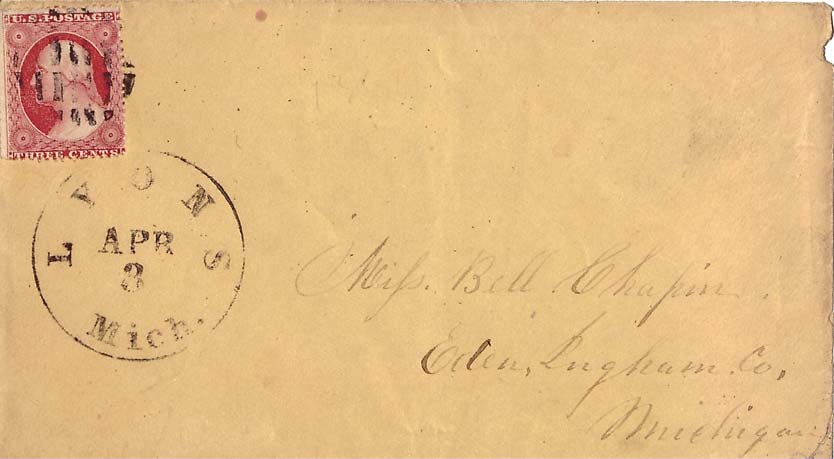 U.S. POSTAGE
THREE CENTS
LYONS
APR
3
Mich.
Miss. Bell Chapin.
Eden, Ingham. Co.
Michigan